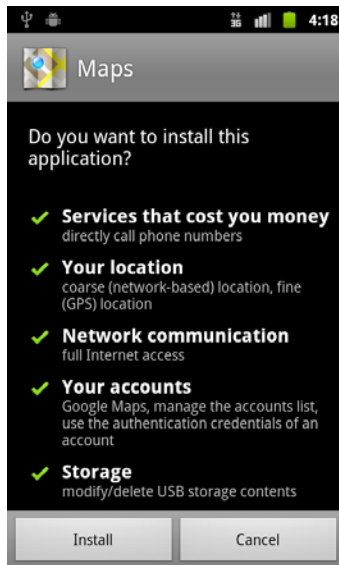 3G 4:18
Maps
Do you want to install this
application?
Services that cost you money
directly call phone numbers
Your location
coarse (network-based) location, fine
(GPS) location
Network communication
full Internet access
Your accounts
Google Maps, manage the accounts list,
use the authentication credentials of an
account
Storage
modify/delete USB storage contents
Install Cancel